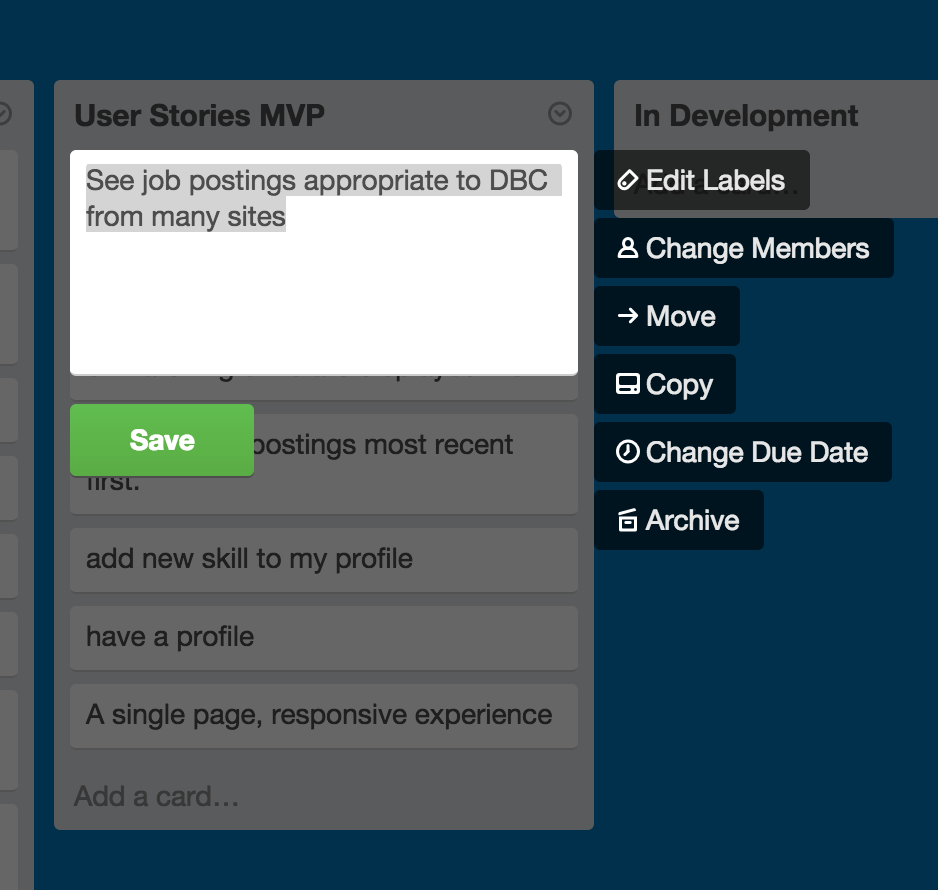 User Stories MVP
See job postings appropriate to DBC
from many sites
postings most recent
first.
Save
add new skill to my profile
have a profile
A single page, responsive experience
Add a card…
In Development
Edit Labels
Change Members
Move
Copy
Change Due Date
Archive